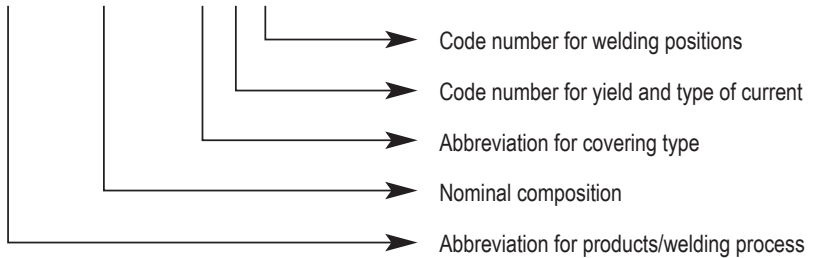 Code number for welding positions
Code number for yield and type of current
Abbreviation for covering type
Nominal composition
Abbreviation for products/welding process